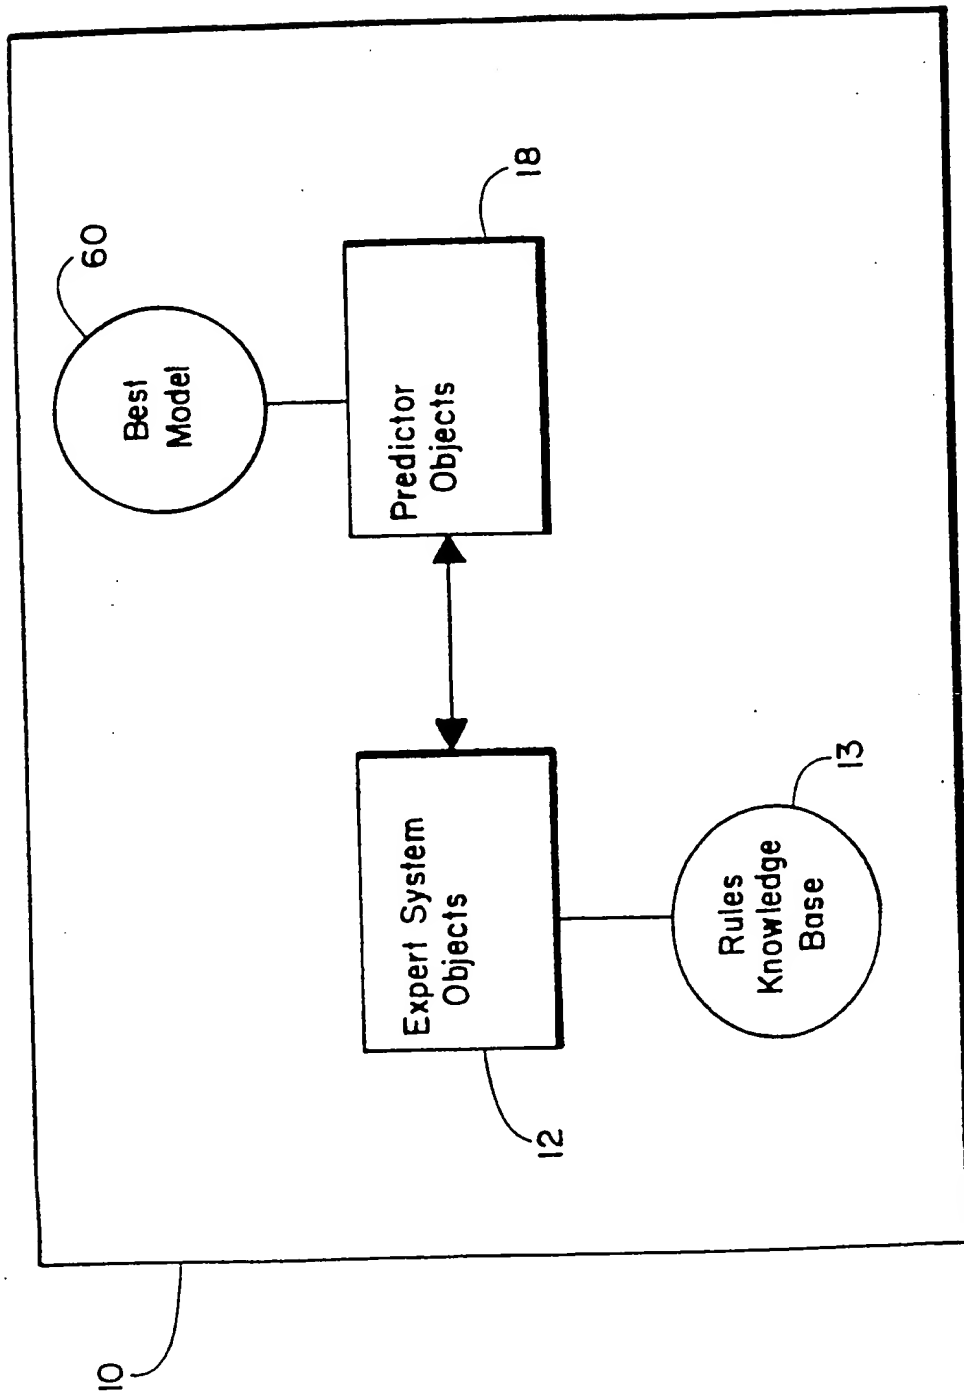 60
Best
Model
18
Predictor
Objects
Expert System
Objects
12
Rules
Knowledge
Base
13
10